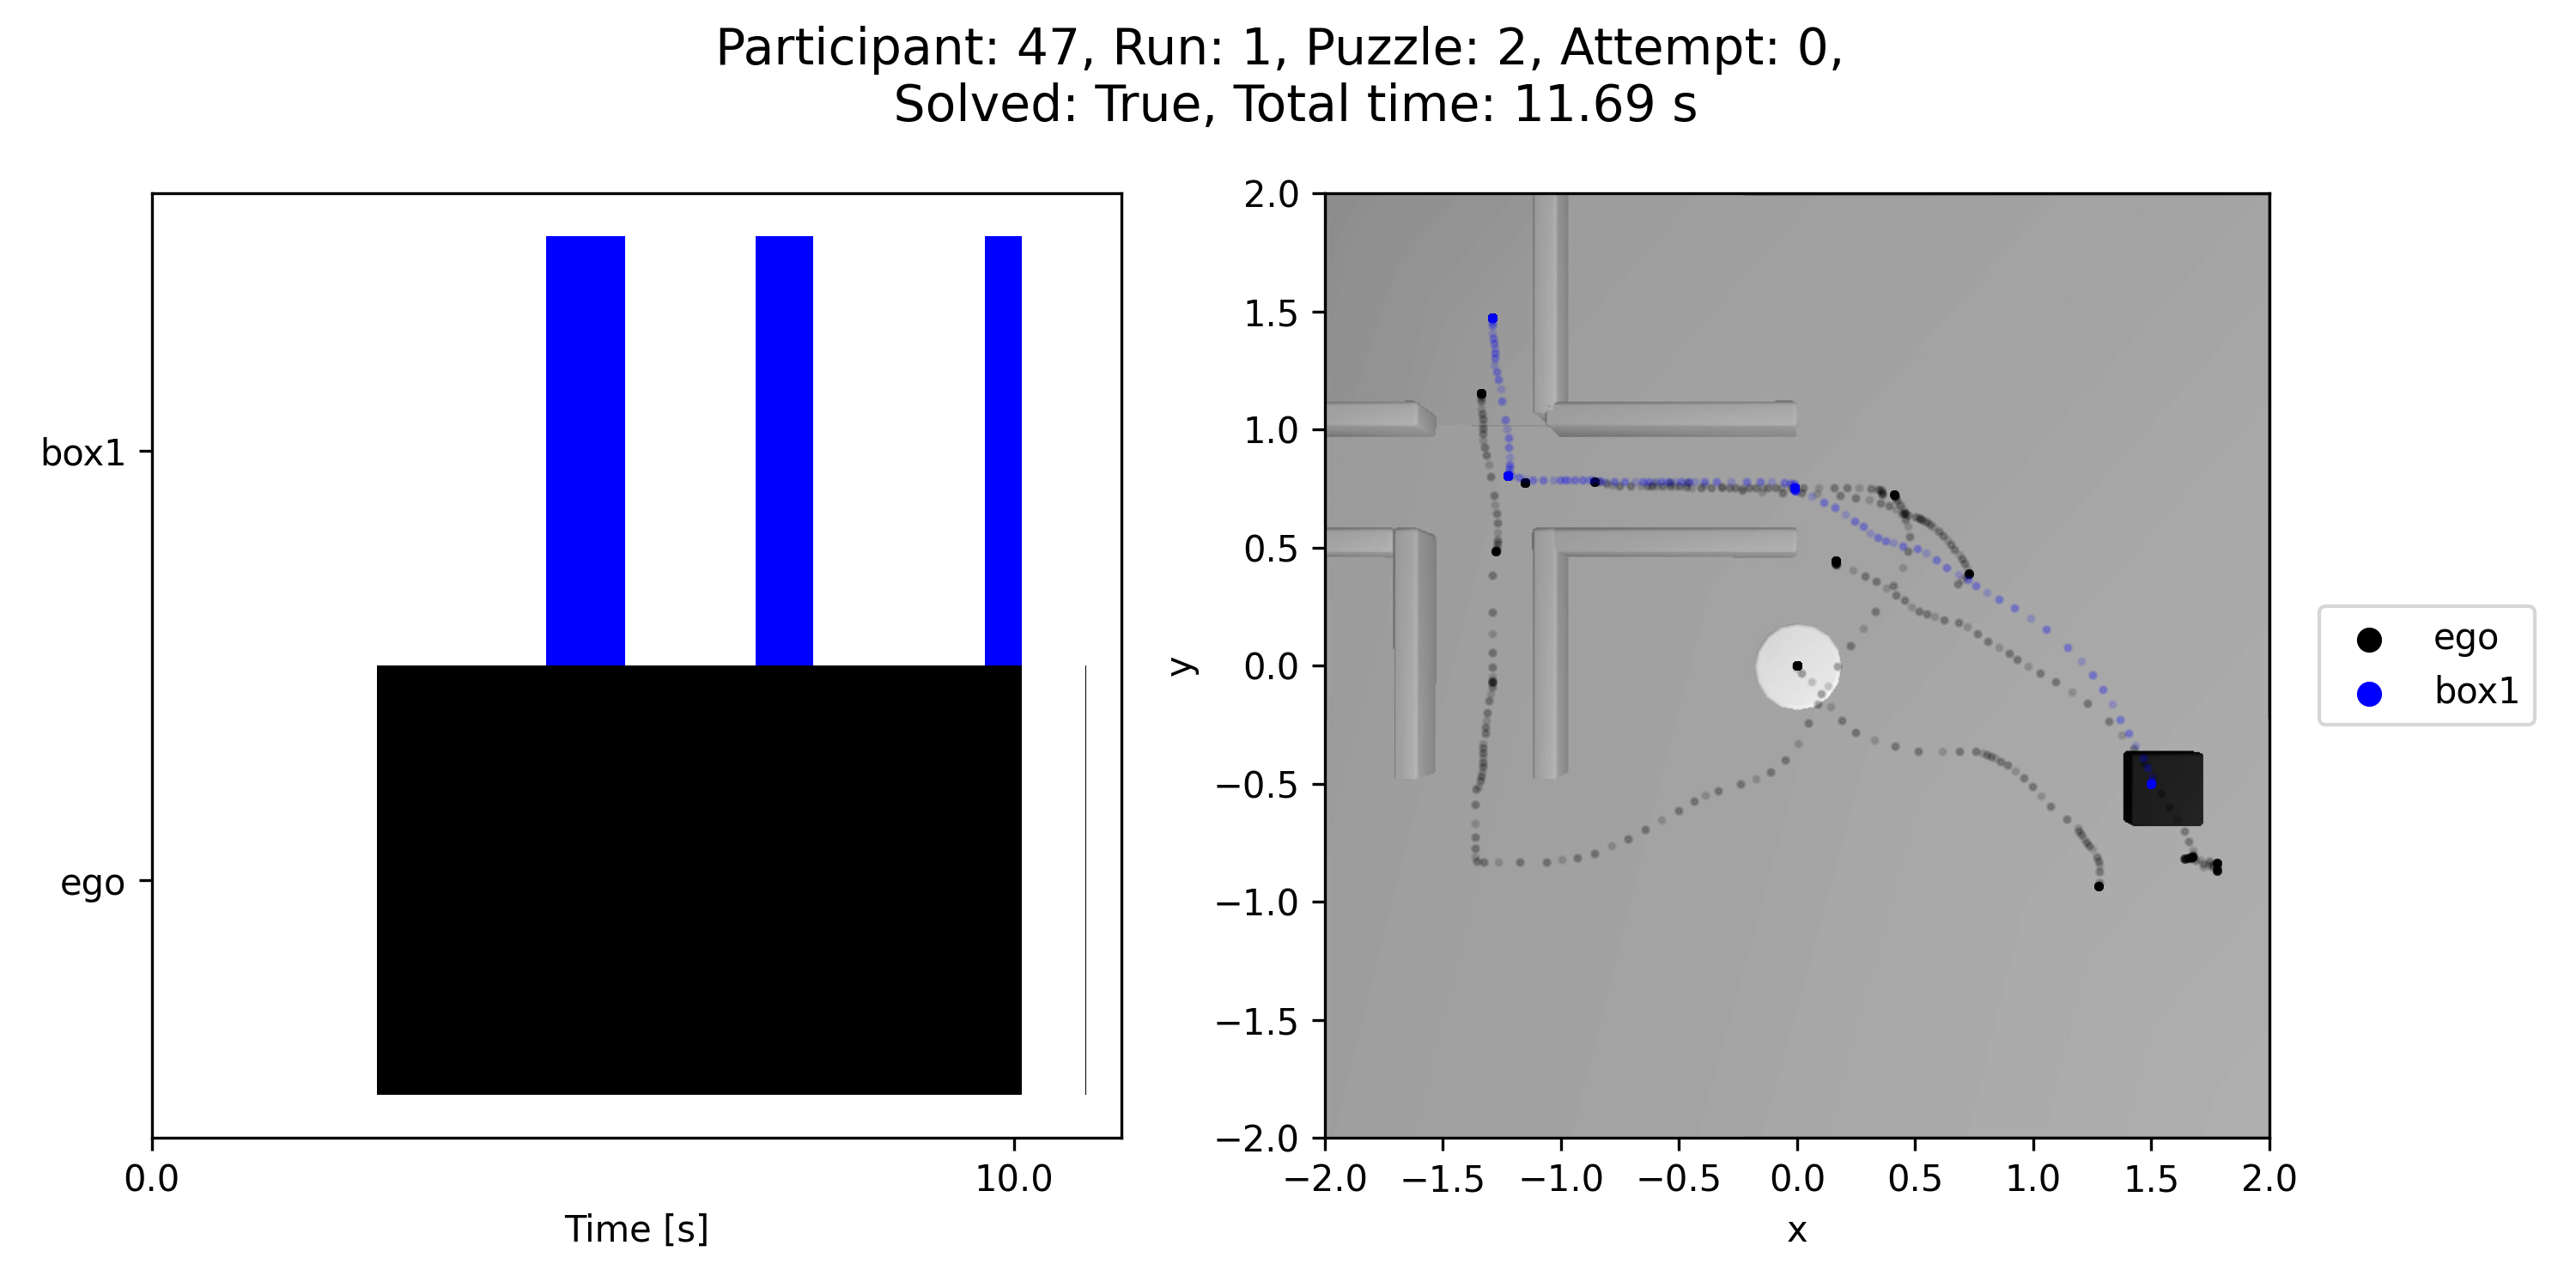 Participant: 47, Run: 1, Puzzle: 2, Attempt: 0,
Solved: True, Total time: 11.69 s
box1
ego
0.0
10.0
Time [s]
2.0
1.5
1.0
0.5
0.0
−0.5
−1.0
−1.5
−2.0
y
−2.0
−1.5
−1.0
−0.5
0.0
0.5
1.0
1.5
2.0
x
ego
box1